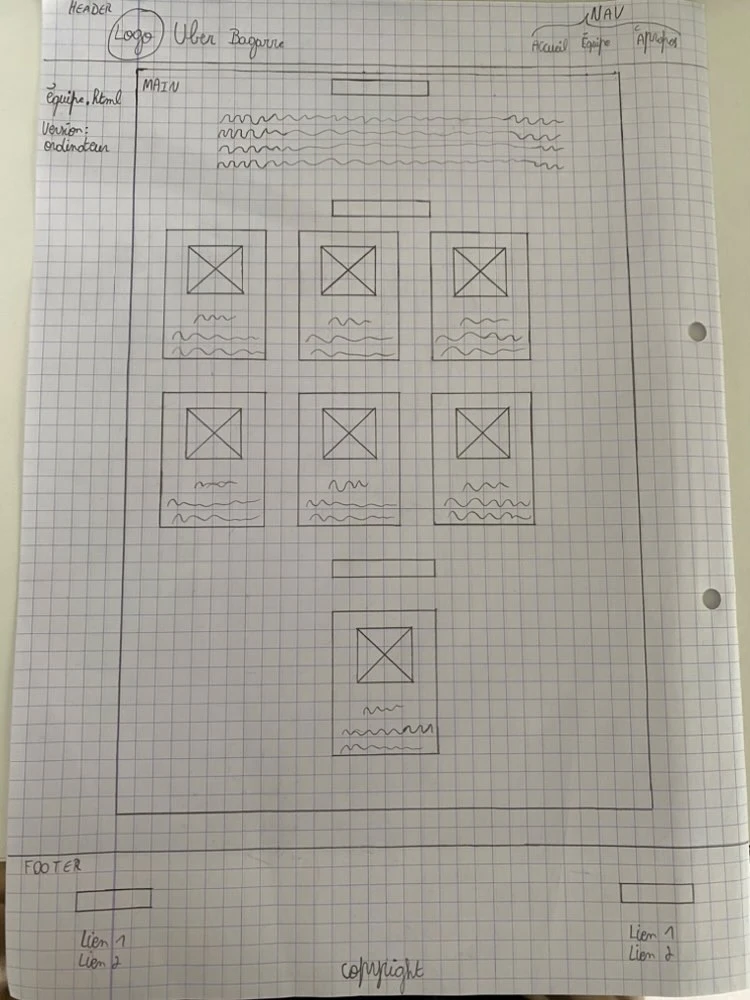 HEADER
Logo Uber Bagarre
NAV
Accueil Équipe À propos
équipe.html
Version:
ordinateur
MAIN
FOOTER
Lien 1
Lien 2
Lien 1
Lien 2
copyright